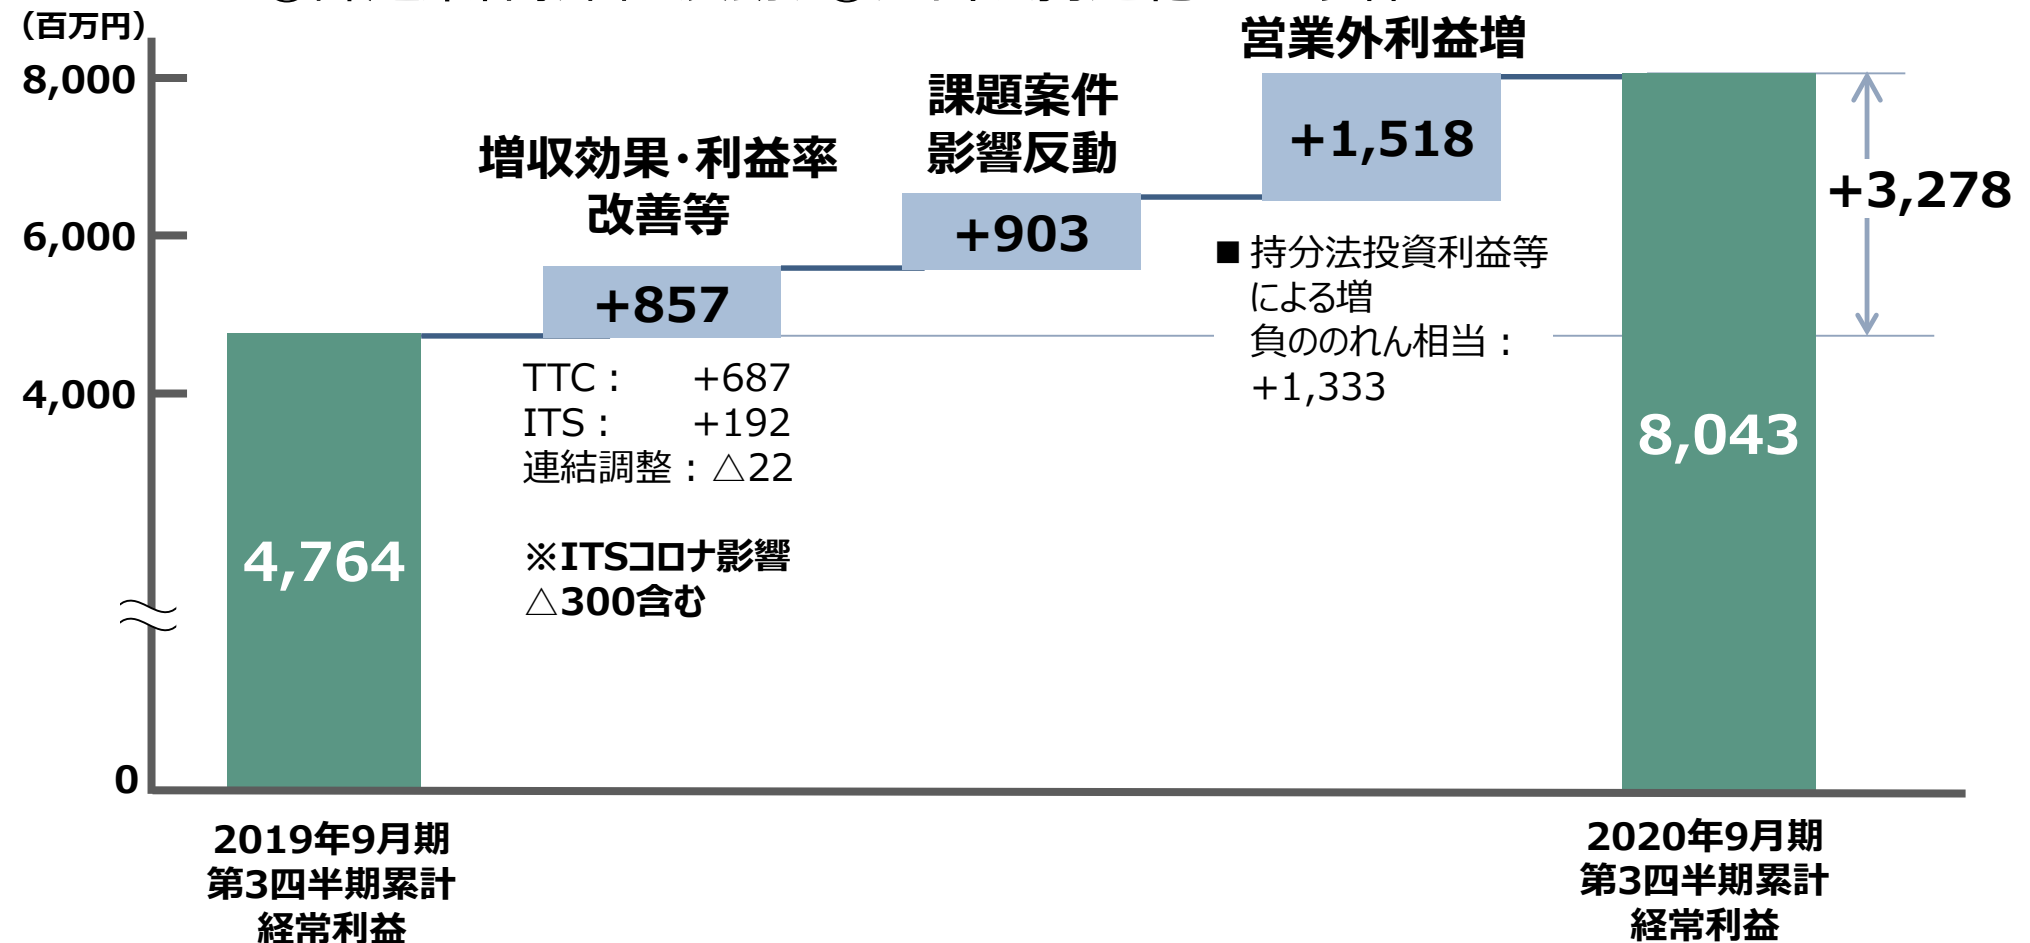 （百万円）
8,000
6,000
4,000
0
増収効果・利益率
改善等
+857
TTC： +687
ITS： +192
連結調整：△22
※ITSコロナ影響
△300含む
課題案件
影響反動
+903
営業外利益増
+1,518
■ 持分法投資利益等
による増
負ののれん相当：
+1,333
+3,278
4,764
8,043
2019年9月期
第3四半期累計
経常利益
2020年9月期
第3四半期累計
経常利益